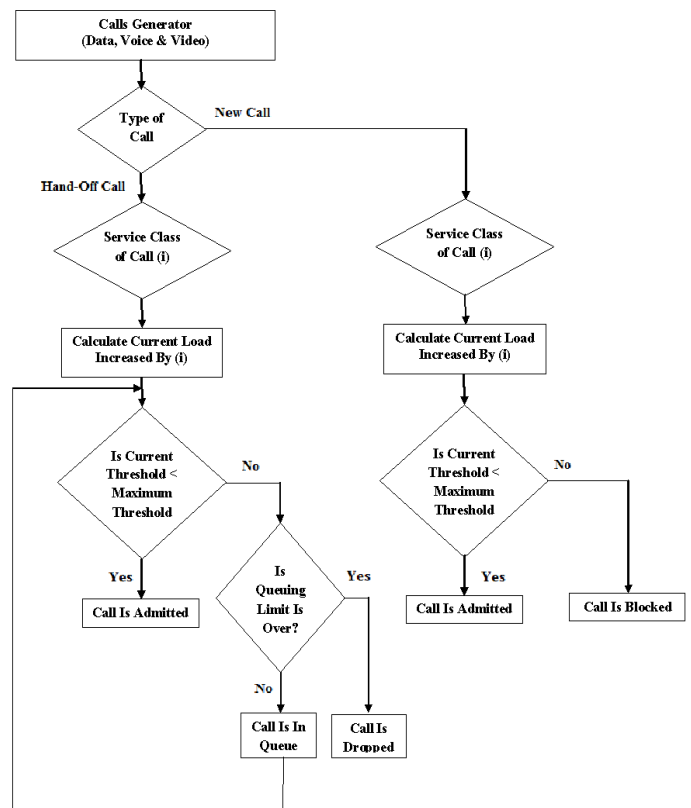 Calls Generator
(Data, Voice & Video)
Type of
Call
New Call
Hand-Off Call
Service Class
of Call (i)
Service Class
of Call (i)
Calculate Current Load
Increased By (i)
Calculate Current Load
Increased By (i)
Is Current
Threshold <
Maximum
Threshold
No
Is Current
Threshold <
Maximum
Threshold
No
Yes
Call Is Admitted
Is
Queuing
Limit Is
Over?
Yes
Yes
Call Is Admitted
Call Is Blocked
No
Call Is In
Queue
Call Is
Dropped